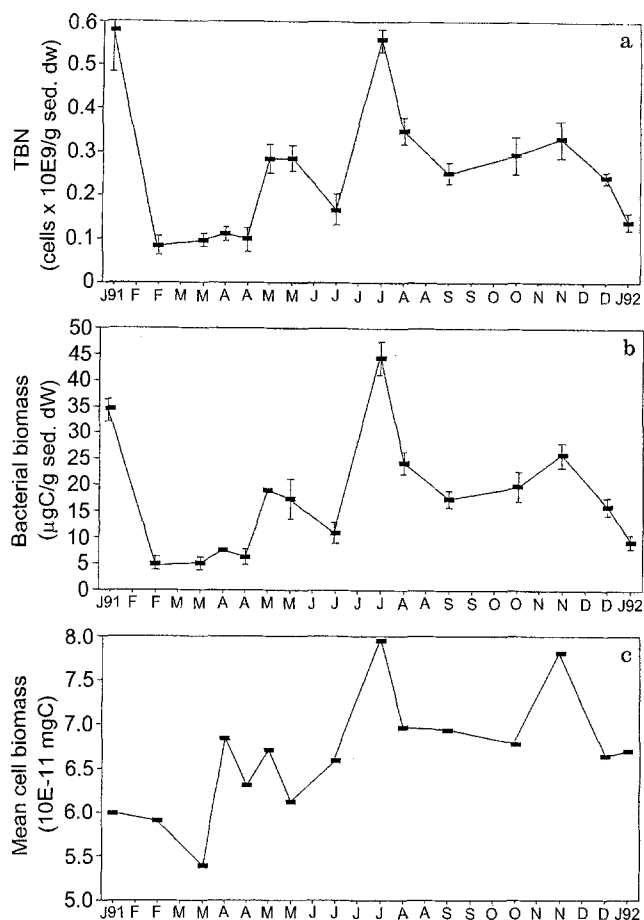 a
TBN
(cells x 10E9/g sed. dw)
0.6
0.5
0.4
0.3
0.2
0.1
0
J91 F F M M A A M M J J J A A S S O O N N D D J92
b
Bacterial biomass
(µgC/g sed. dW)
50
45
40
35
30
25
20
15
10
5
0
J91 F F M M A A M M J J J A A S S O O N N D D J92
c
Mean cell biomass
(10E-11 mgC)
8.0
7.5
7.0
6.5
6.0
5.5
5.0
J91 F F M M A A M M J J J A A S S O O N N D D J92